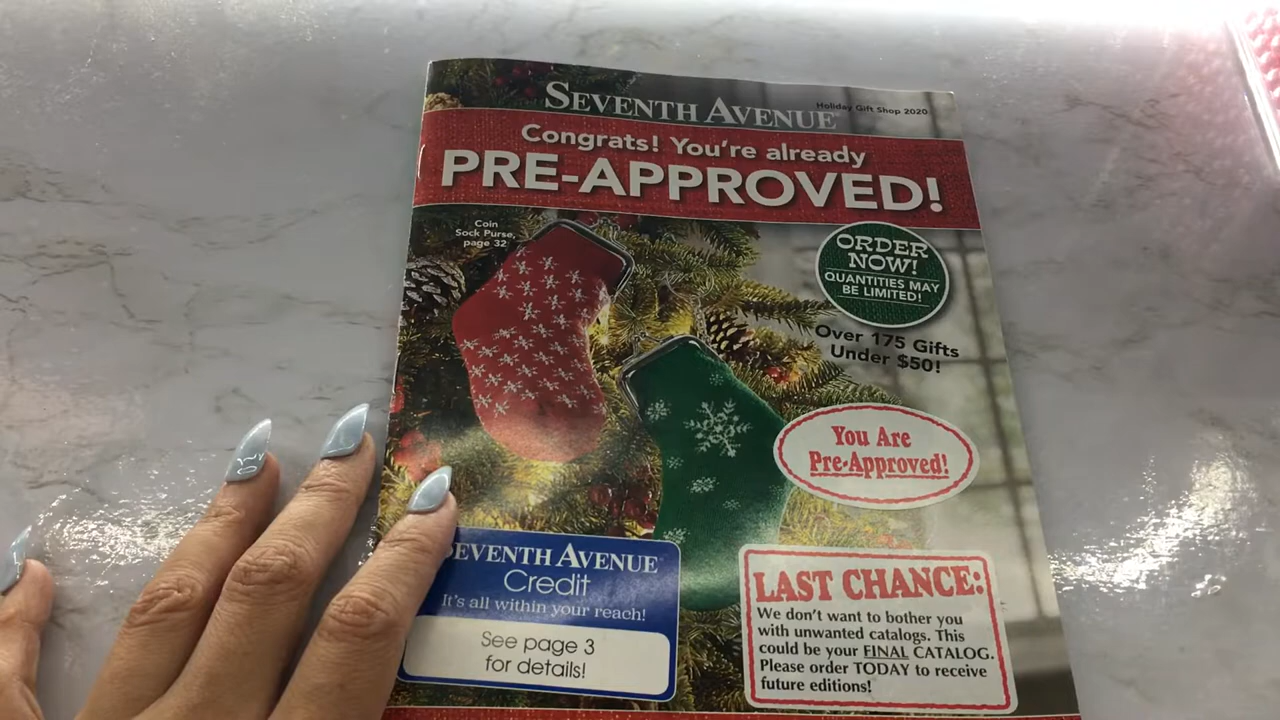 SEVENTH AVENUE
Holiday Gift Shop 2020
Congrats! You're already
PRE-APPROVED!
Coin
Sock Purse,
page 32
ORDER
NOW!
QUANTITIES MAY
BE LIMITED!
Over 175 Gifts
Under $50!
You Are
Pre-Approved!
SEVENTH AVENUE
Credit
It's all within your reach!
See page 3
for details!
LAST CHANCE:
We don't want to bother you
with unwanted catalogs. This
could be your FINAL CATALOG.
Please order TODAY to receive
future editions!